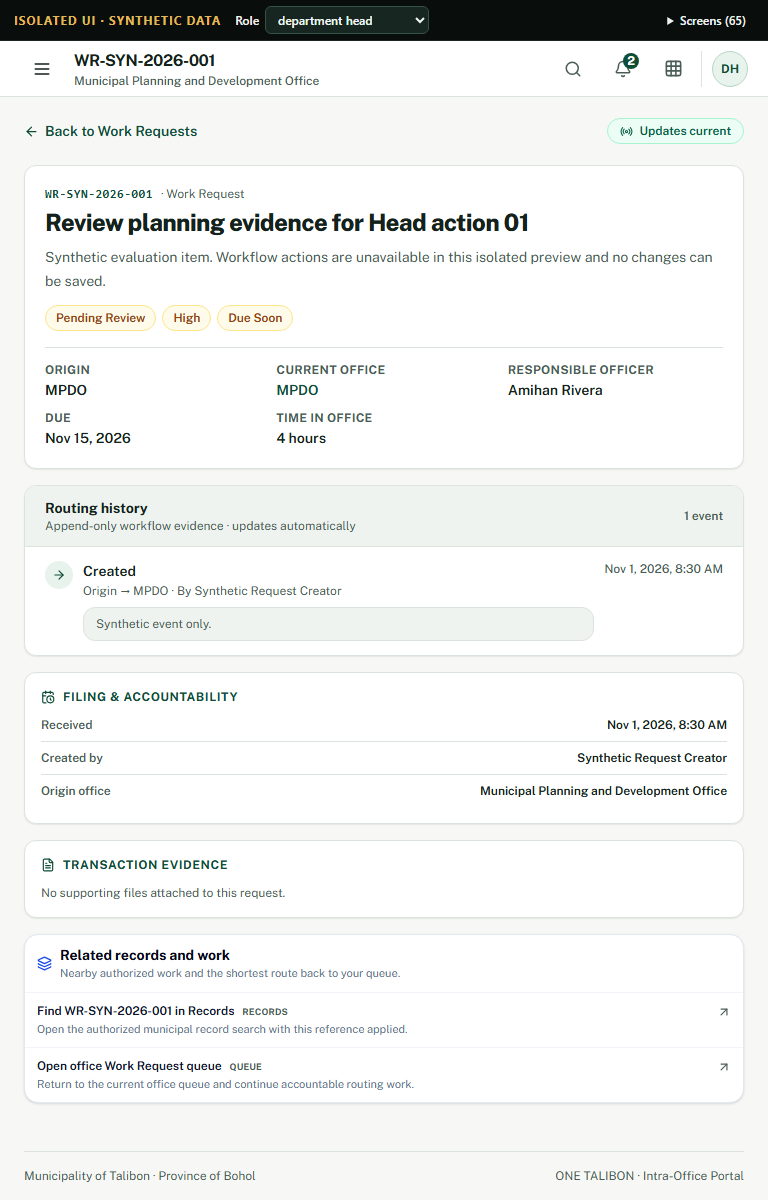 ISOLATED UI · SYNTHETIC DATA Role department head Screens (65)
WR-SYN-2026-001
Municipal Planning and Development Office
2
DH
Back to Work Requests
Updates current
WR-SYN-2026-001 · Work Request
Review planning evidence for Head action 01
Synthetic evaluation item. Workflow actions are unavailable in this isolated preview and no changes can
be saved.
Pending Review High Due Soon
ORIGIN CURRENT OFFICE RESPONSIBLE OFFICER
MPDO MPDO Amihan Rivera
DUE TIME IN OFFICE
Nov 15, 2026 4 hours
Routing history
Append-only workflow evidence · updates automatically
1 event
Created
Nov 1, 2026, 8:30 AM
Origin → MPDO · By Synthetic Request Creator
Synthetic event only.
FILING & ACCOUNTABILITY
Received Nov 1, 2026, 8:30 AM
Created by Synthetic Request Creator
Origin office Municipal Planning and Development Office
TRANSACTION EVIDENCE
No supporting files attached to this request.
Related records and work
Nearby authorized work and the shortest route back to your queue.
Find WR-SYN-2026-001 in Records RECORDS
Open the authorized municipal record search with this reference applied.
Open office Work Request queue QUEUE
Return to the current office queue and continue accountable routing work.
Municipality of Talibon · Province of Bohol ONE TALIBON · Intra-Office Portal